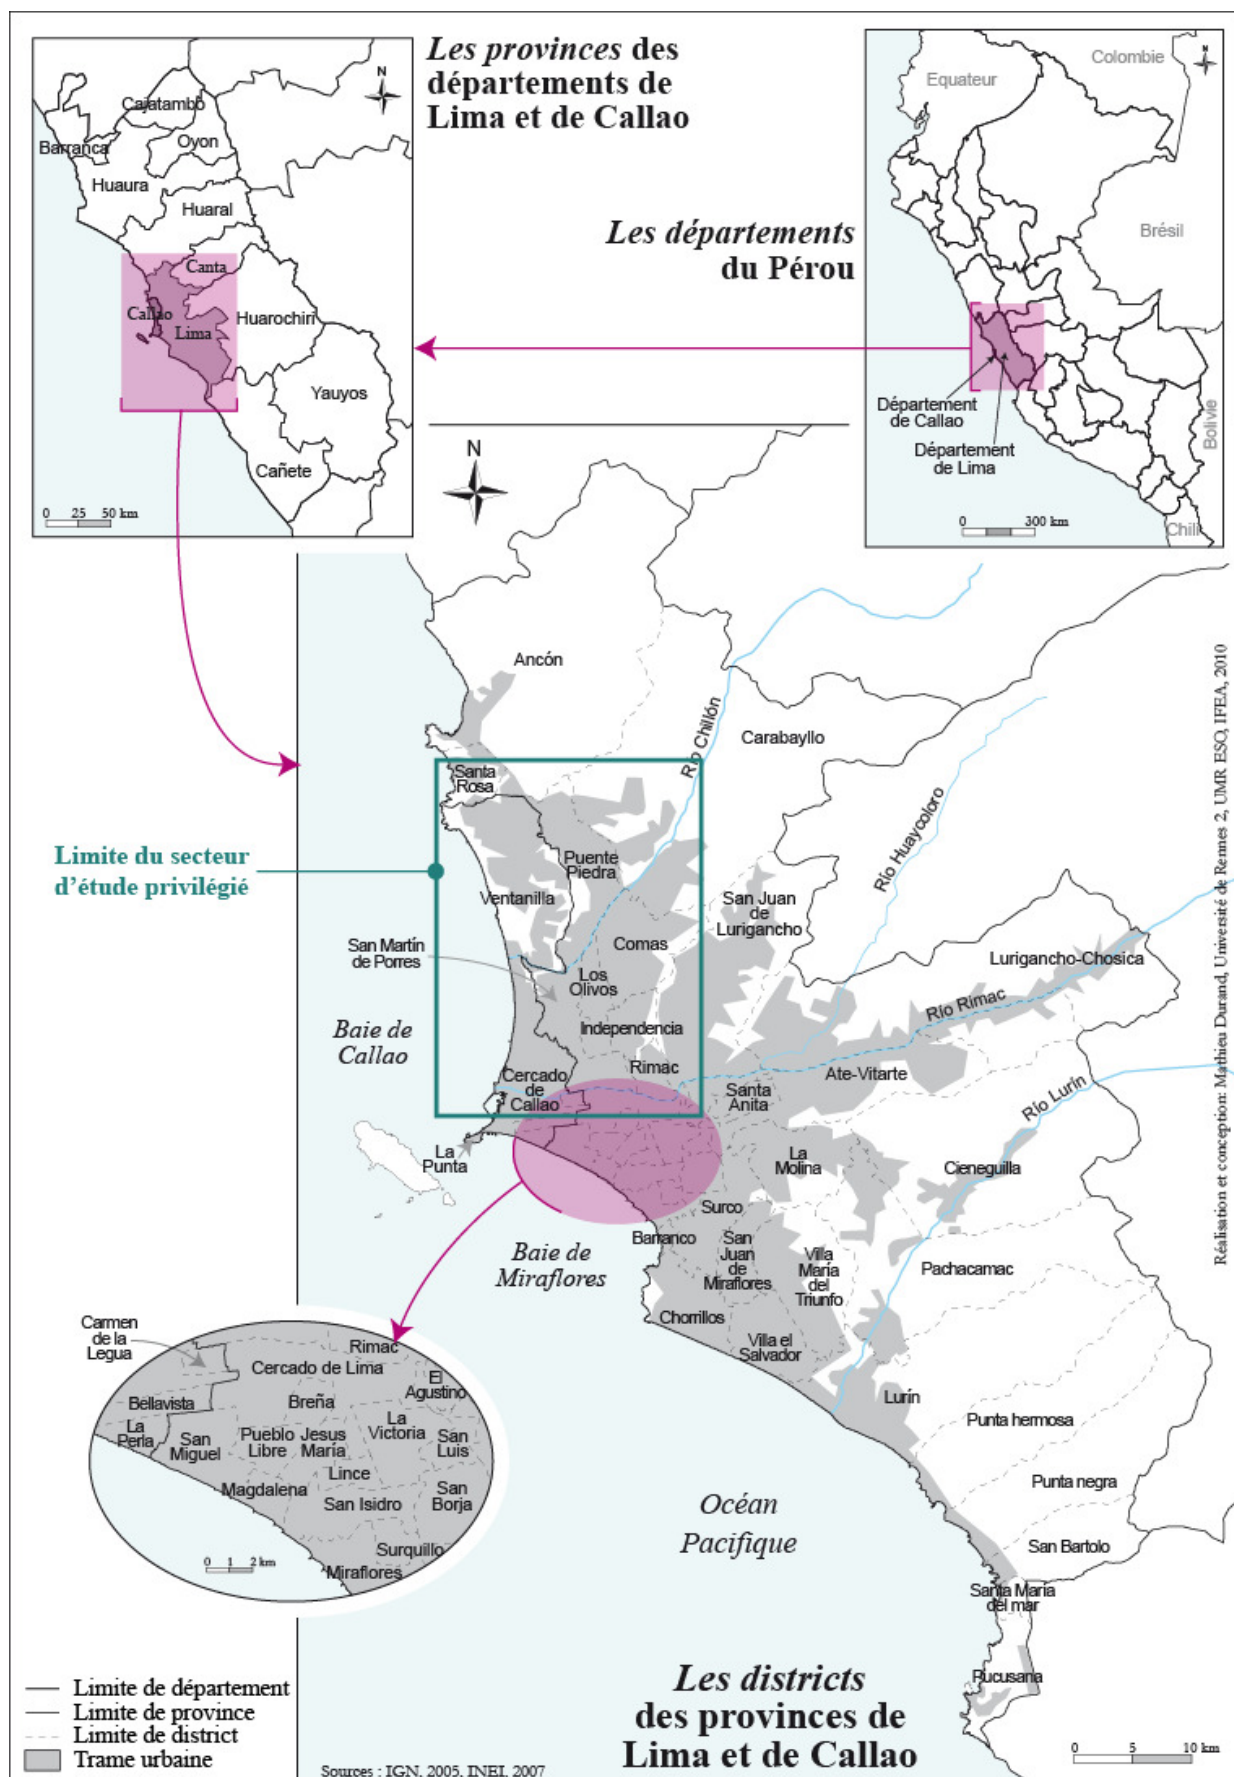 Les provinces des
départements de
Lima et de Callao
N
Cajatambo
Barranca
Oyon
Huaura
Huaral
Canta
Callao
Lima
Huarochiri
Yauyos
Cañete
0 25 50 km
Les départements
du Pérou
N
Colombie
Equateur
Brésil
Bolivie
Chili
Département
de Callao
Département
de Lima
0 300 km
N
Ancón
Río Chillón
Carabayllo
Santa
Rosa
Río Huaycoloro
Limite du secteur
d'étude privilégié
Puente
Piedra
Ventanilla
San Juan
de
Lurigancho
San Martín
de Porres
Comas
Lurigancho-Chosica
Los
Olivos
Río Rimac
Baie de
Callao
Independencia
Rimac
Cercado
de
Callao
Ate-Vitarte
Santa
Anita
Río Lurín
La
Punta
La
Molina
Cieneguilla
Surco
Barranco
San
Juan
de
Miraflores
Villa
María
del
Triunfo
Baie de
Miraflores
Pachacamac
Chorrillos
Villa el
Salvador
Lurín
Punta hermosa
Punta negra
Océan
Pacifique
San Bartolo
Santa María
del mar
Pucusana
Carmen
de la
Legua
Rimac
Cercado de Lima
El
Agustino
Bellavista
Breña
La
Perla
San
Miguel
Pueblo
Libre
Jesus
María
La
Victoria
San
Luis
Lince
Magdalena
San Isidro
San
Borja
Surquillo
Miraflores
0 1 2 km
Limite de département
Limite de province
Limite de district
Trame urbaine
Sources : IGN, 2005, INEI, 2007
Les districts
des provinces de
Lima et de Callao
0 5 10 km
Réalisation et conception: Mathieu Durand, Université de Rennes 2, UMR ESO, IFEA, 2010